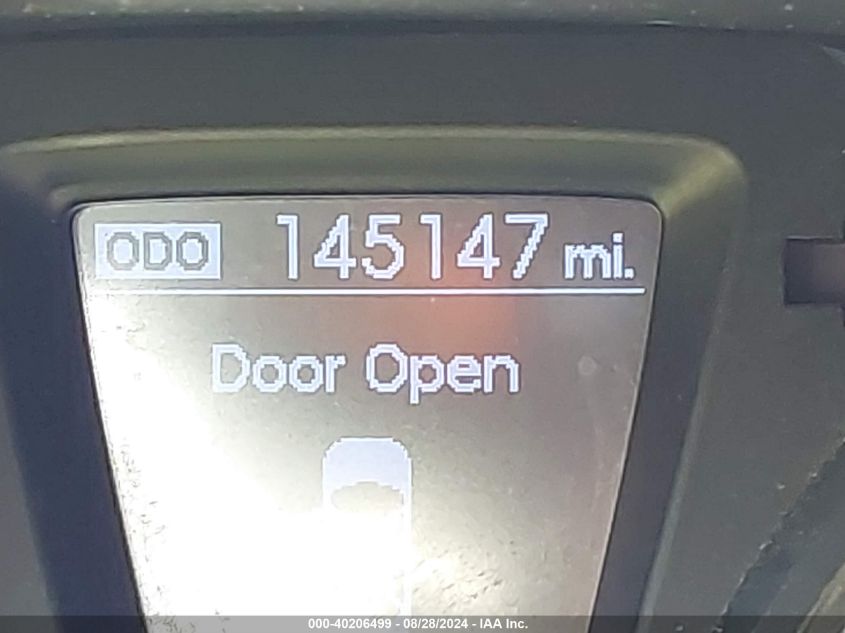 ODO 145147 mi.
Door Open
000-40206499 - 08/28/2024 - IAA Inc.